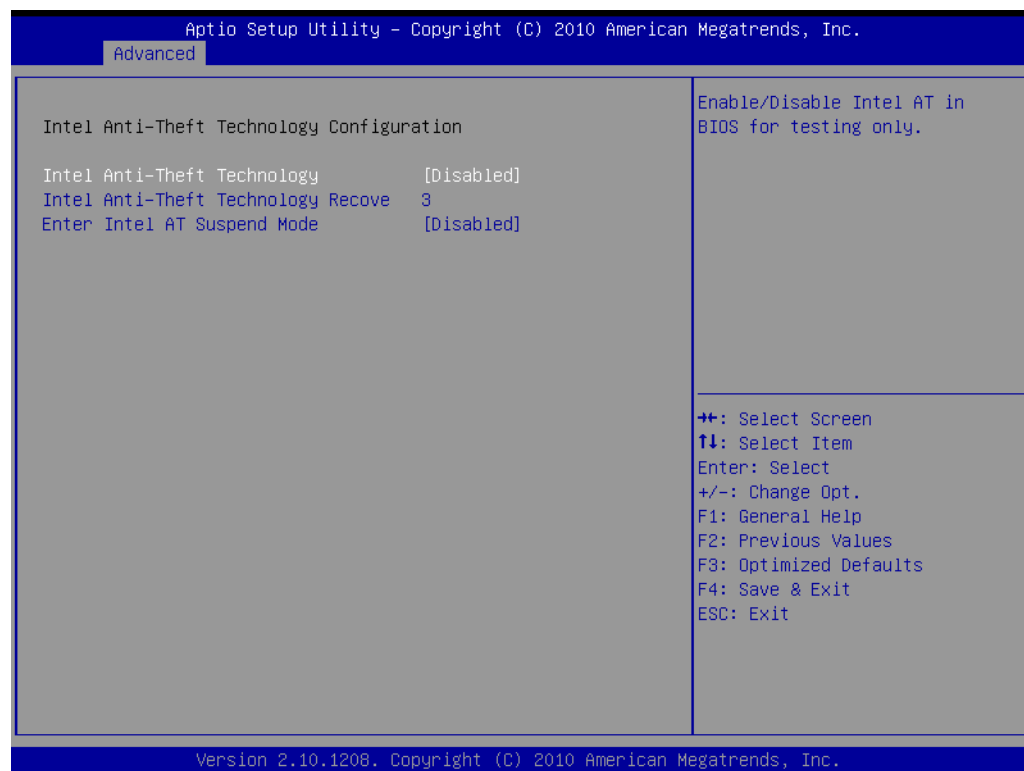 Aptio Setup Utility – Copyright (C) 2010 American Megatrends, Inc.
Advanced
Intel Anti-Theft Technology Configuration
Intel Anti-Theft Technology [Disabled]
Intel Anti-Theft Technology Recove 3
Enter Intel AT Suspend Mode [Disabled]
Enable/Disable Intel AT in
BIOS for testing only.
→←: Select Screen
↑↓: Select Item
Enter: Select
+/-: Change Opt.
F1: General Help
F2: Previous Values
F3: Optimized Defaults
F4: Save & Exit
ESC: Exit
Version 2.10.1208. Copyright (C) 2010 American Megatrends, Inc.